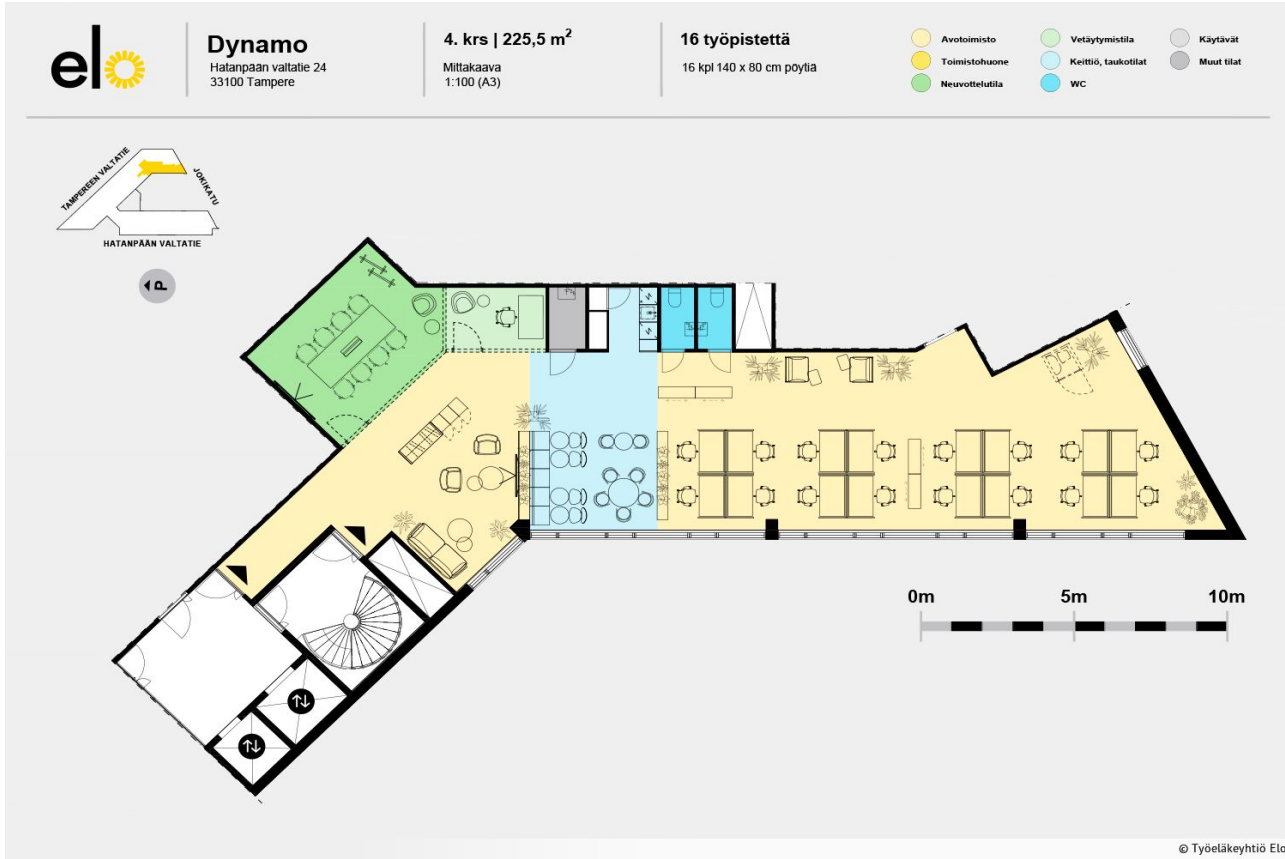 elo
Dynamo
Hatanpään valtatie 24
33100 Tampere
4. krs | 225,5 m²
Mittakaava
1:100 (A3)
16 työpistettä
16 kpl 140 x 80 cm pöytiä
Avotoimisto
Toimistohuone
Neuvottelutila
Vetäytymistila
Keittiö, taukotilat
WC
Käytävät
Muut tilat
TAMPEREEN VALTATIE
JOKIKATU
HATANPÄÄN VALTATIE
P
0m
5m
10m
© Työeläkeyhtiö Elo